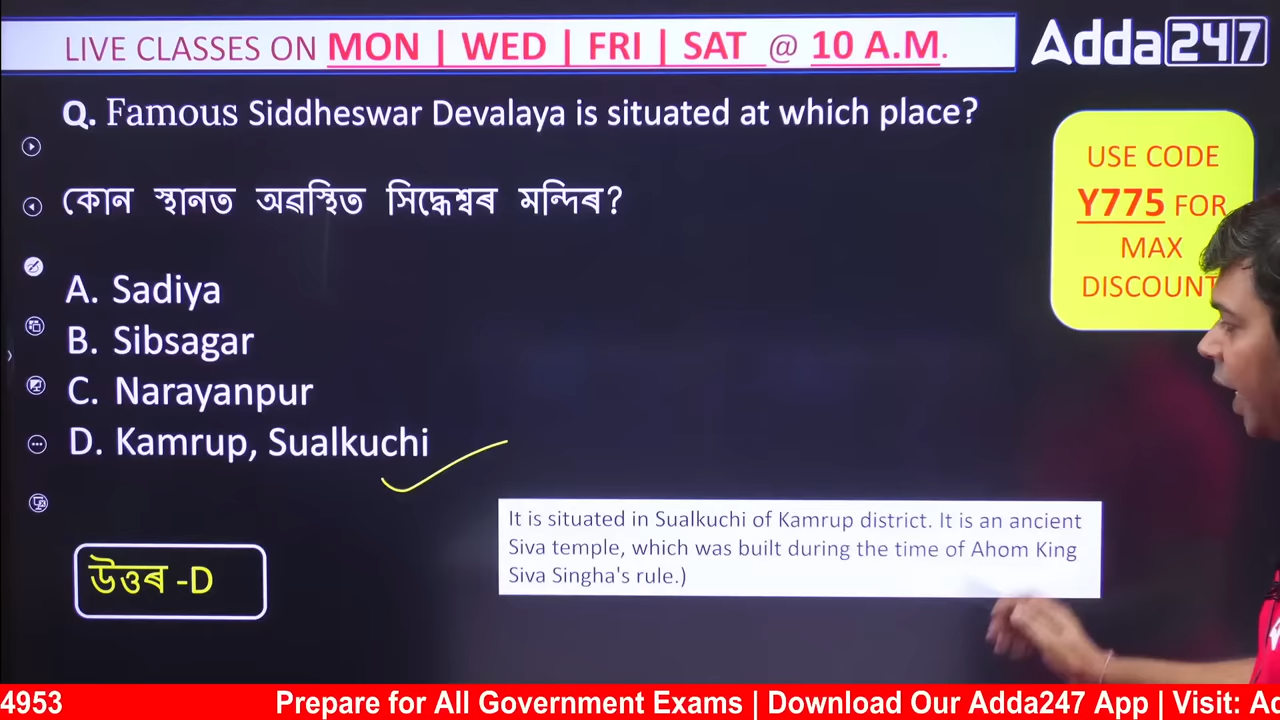 LIVE CLASSES ON MON | WED | FRI | SAT @ 10 A.M.
Adda247
Q. Famous Siddheswar Devalaya is situated at which place?
কোন স্থানত অৱস্থিত সিদ্ধেশ্বৰ মন্দিৰ?
A. Sadiya
B. Sibsagar
C. Narayanpur
D. Kamrup, Sualkuchi
উত্তৰ -D
It is situated in Sualkuchi of Kamrup district. It is an ancient
Siva temple, which was built during the time of Ahom King
Siva Singha's rule.)
USE CODE
Y775 FOR
MAX
DISCOUNT
4953 Prepare for All Government Exams | Download Our Adda247 App | Visit: Ad